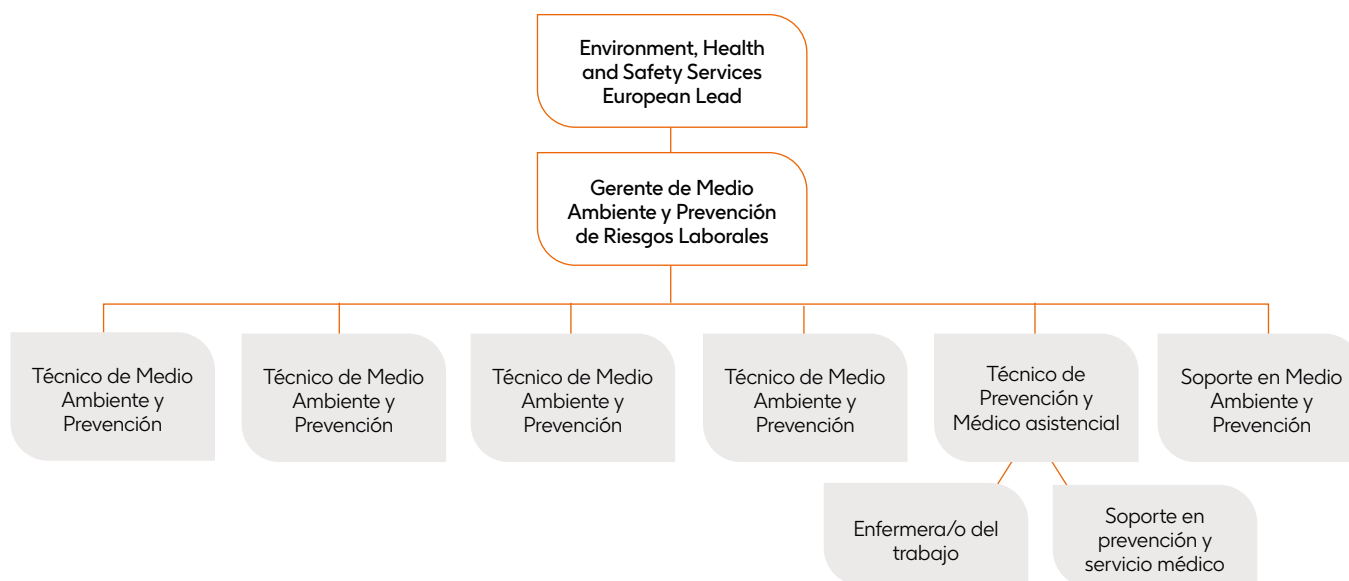 Environment, Health
and Safety Services
European Lead
Gerente de Medio
Ambiente y Prevención
de Riesgos Laborales
Técnico de Medio
Ambiente y
Prevención
Técnico de Medio
Ambiente y
Prevención
Técnico de Medio
Ambiente y
Prevención
Técnico de Medio
Ambiente y
Prevención
Técnico de
Prevención y
Médico asistencial
Soporte en Medio
Ambiente y
Prevención
Enfermera/o del
trabajo
Soporte en
prevención y
servicio médico